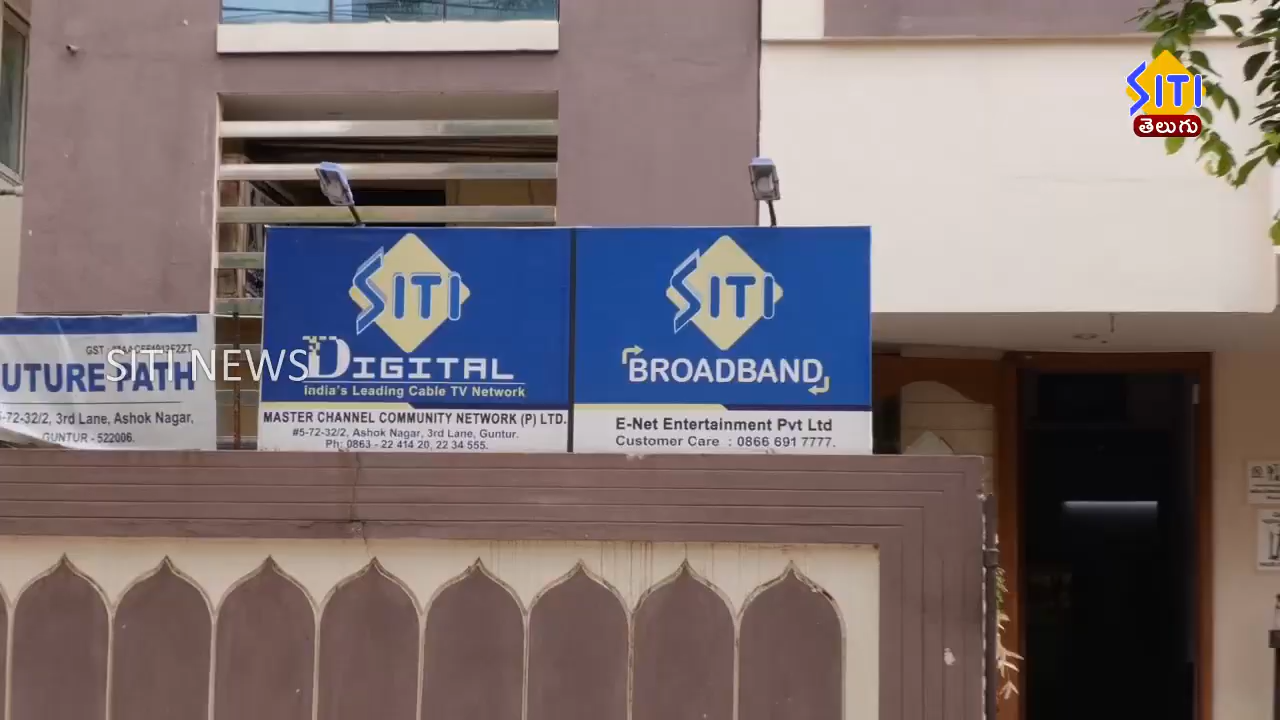 SITI
తెలుగు
SITI
DIGITAL
India's Leading Cable TV Network
MASTER CHANNEL COMMUNITY NETWORK (P) LTD.
#5-72-32/2, Ashok Nagar, 3rd Lane, Guntur.
Ph: 0863 - 22 414 20, 22 34 555.
SITI
BROADBAND
E-Net Entertainment Pvt Ltd
Customer Care : 0866 691 7777.
GST :
UTURE PATH
5-72-32/2, 3rd Lane, Ashok Nagar,
GUNTUR - 522006.
SITI NEWS